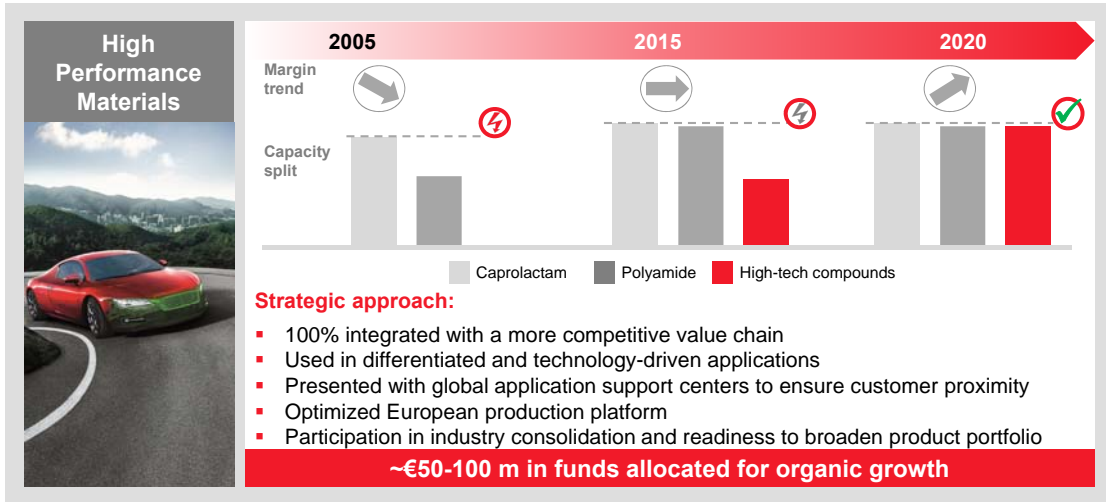 High
Performance
Materials
2005
2015
2020
Margin
trend
Capacity
split
Caprolactam
Polyamide
High-tech compounds
Strategic approach:
▪ 100% integrated with a more competitive value chain
▪ Used in differentiated and technology-driven applications
▪ Presented with global application support centers to ensure customer proximity
▪ Optimized European production platform
▪ Participation in industry consolidation and readiness to broaden product portfolio
~€50-100 m in funds allocated for organic growth